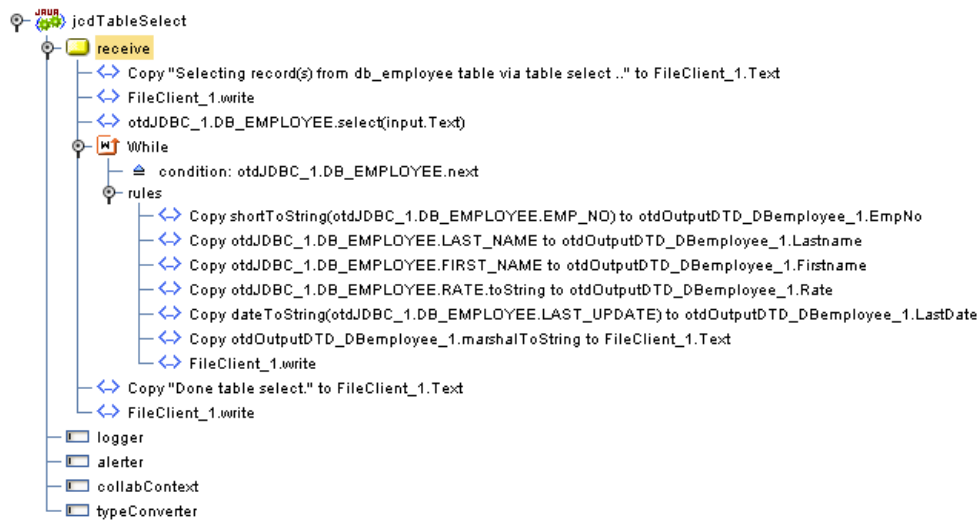 JAVA jcdTableSelect
receive
Copy "Selecting record(s) from db_employee table via table select .." to FileClient_1.Text
FileClient_1.write
otdJDBC_1.DB_EMPLOYEE.select(input.Text)
W While
condition: otdJDBC_1.DB_EMPLOYEE.next
rules
Copy shortToString(otdJDBC_1.DB_EMPLOYEE.EMP_NO) to otdOutputDTD_DBemployee_1.EmpNo
Copy otdJDBC_1.DB_EMPLOYEE.LAST_NAME to otdOutputDTD_DBemployee_1.Lastname
Copy otdJDBC_1.DB_EMPLOYEE.FIRST_NAME to otdOutputDTD_DBemployee_1.Firstname
Copy otdJDBC_1.DB_EMPLOYEE.RATE.toString to otdOutputDTD_DBemployee_1.Rate
Copy dateToString(otdJDBC_1.DB_EMPLOYEE.LAST_UPDATE) to otdOutputDTD_DBemployee_1.LastDate
Copy otdOutputDTD_DBemployee_1.marshalToString to FileClient_1.Text
FileClient_1.write
Copy "Done table select." to FileClient_1.Text
FileClient_1.write
logger
alerter
collabContext
typeConverter